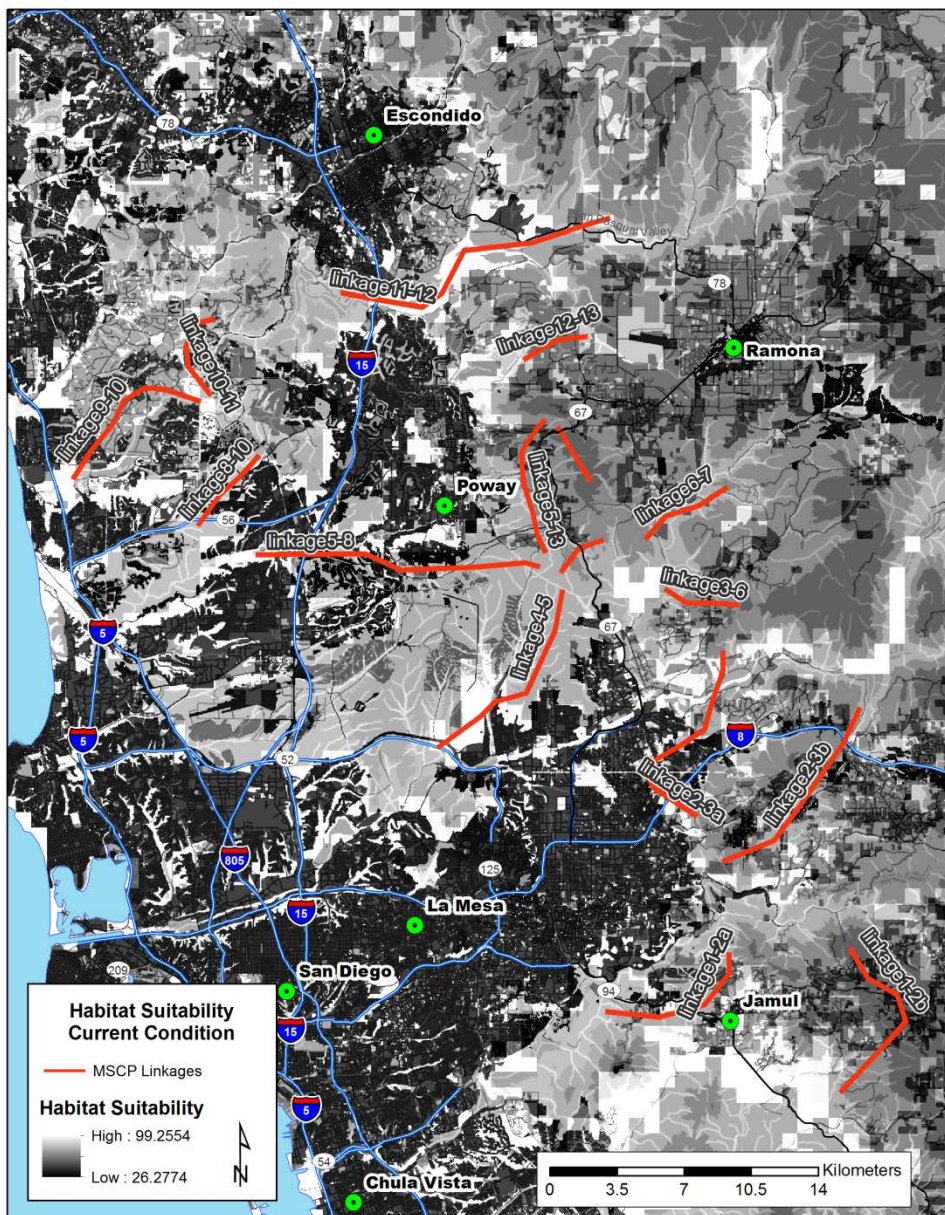 Escondido
78
San Pasqual Valley
linkage11-12
78
linkage12-13
Ramona
15
linkage10-11
linkage9-10
67
linkage8-10
linkage5-13
Poway
linkage6-7
56
linkage5-8
linkage3-6
5
linkage4-5
67
8
5
52
linkage2-3a
linkage2-3b
805
125
15
La Mesa
209
San Diego
94
linkage1-2a
linkage1-2b
15
Jamul
94
5
54
Chula Vista
Habitat Suitability
Current Condition
MSCP Linkages
Habitat Suitability
High : 99.2554
Low : 26.2774
N
Kilometers
0 3.5 7 10.5 14